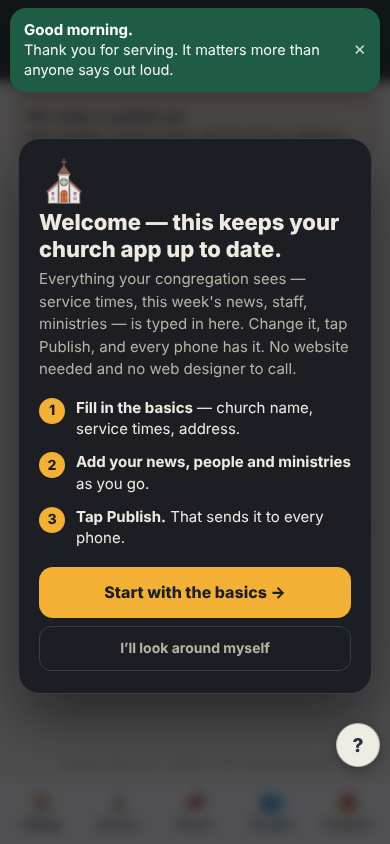 Good morning.
Thank you for serving. It matters more than
anyone says out loud.
✕
Welcome — this keeps your
church app up to date.
Everything your congregation sees —
service times, this week's news, staff,
ministries — is typed in here. Change it, tap
Publish, and every phone has it. No website
needed and no web designer to call.
1 Fill in the basics — church name,
service times, address.
2 Add your news, people and ministries
as you go.
3 Tap Publish. That sends it to every
phone.
Start with the basics →
I'll look around myself
?